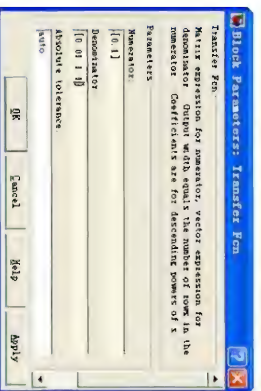 Block Parameters: Transfer Fcn
Transfer Fcn
Matrix expression for numerator, vector expression for
denominator. Output width equals the number of rows in the
numerator. Coefficients are for descending powers of s
Parameters
Numerator:
[0.1]
Denominator
[0.01 1 0]
Absolute tolerance:
auto
OK
Cancel
Help
Apply